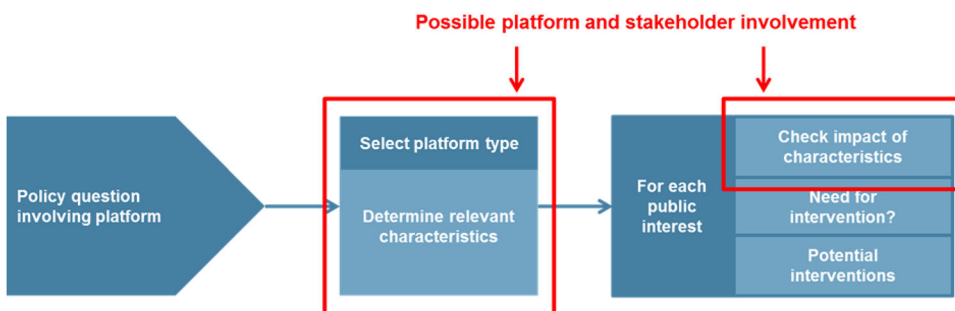 Possible platform and stakeholder involvement
Policy question
involving platform
Select platform type
Determine relevant
characteristics
For each
public
interest
Check impact of
characteristics
Need for
intervention?
Potential
interventions